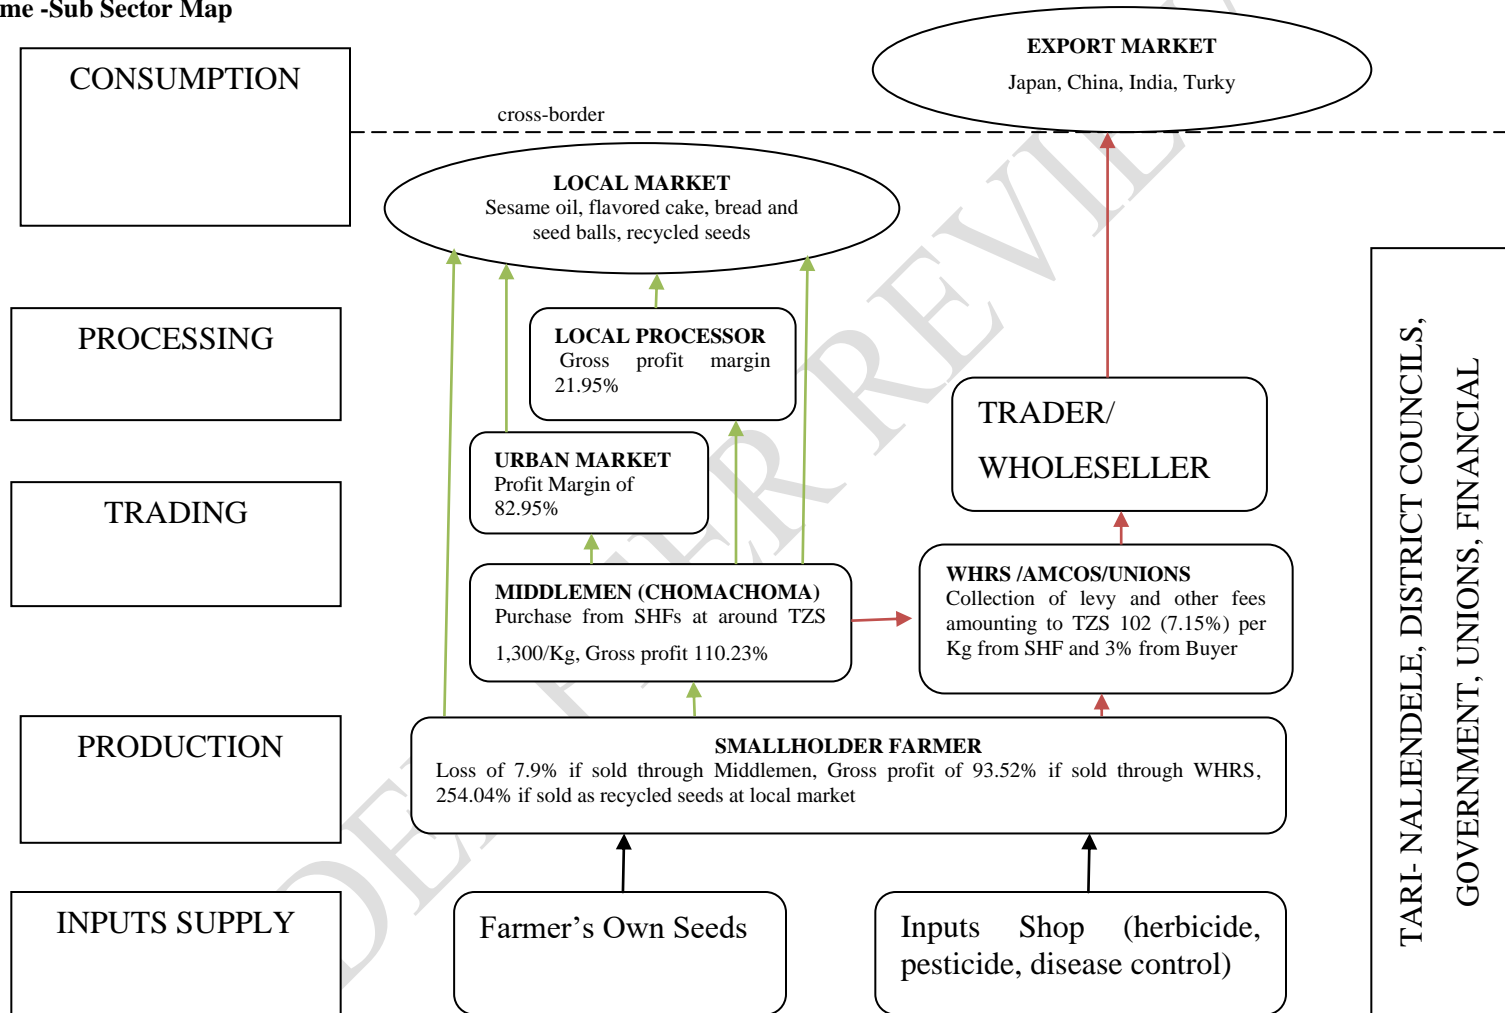 me -Sub Sector Map
CONSUMPTION
EXPORT MARKET
Japan, China, India, Turky
cross-border
LOCAL MARKET
Sesame oil, flavored cake, bread and
seed balls, recycled seeds
PROCESSING
LOCAL PROCESSOR
Gross profit margin
21.95%
TRADER/
WHOLESELLER
URBAN MARKET
Profit Margin of
82.95%
TRADING
MIDDLEMEN (CHOMACHOMA)
Purchase from SHFs at around TZS
1,300/Kg, Gross profit 110.23%
WHRS /AMCOS/UNIONS
Collection of levy and other fees
amounting to TZS 102 (7.15%) per
Kg from SHF and 3% from Buyer
PRODUCTION
SMALLHOLDER FARMER
Loss of 7.9% if sold through Middlemen, Gross profit of 93.52% if sold through WHRS,
254.04% if sold as recycled seeds at local market
INPUTS SUPPLY
Farmer's Own Seeds
Inputs Shop (herbicide,
pesticide, disease control)
TARI- NALIENDELE, DISTRICT COUNCILS,
GOVERNMENT, UNIONS, FINANCIAL